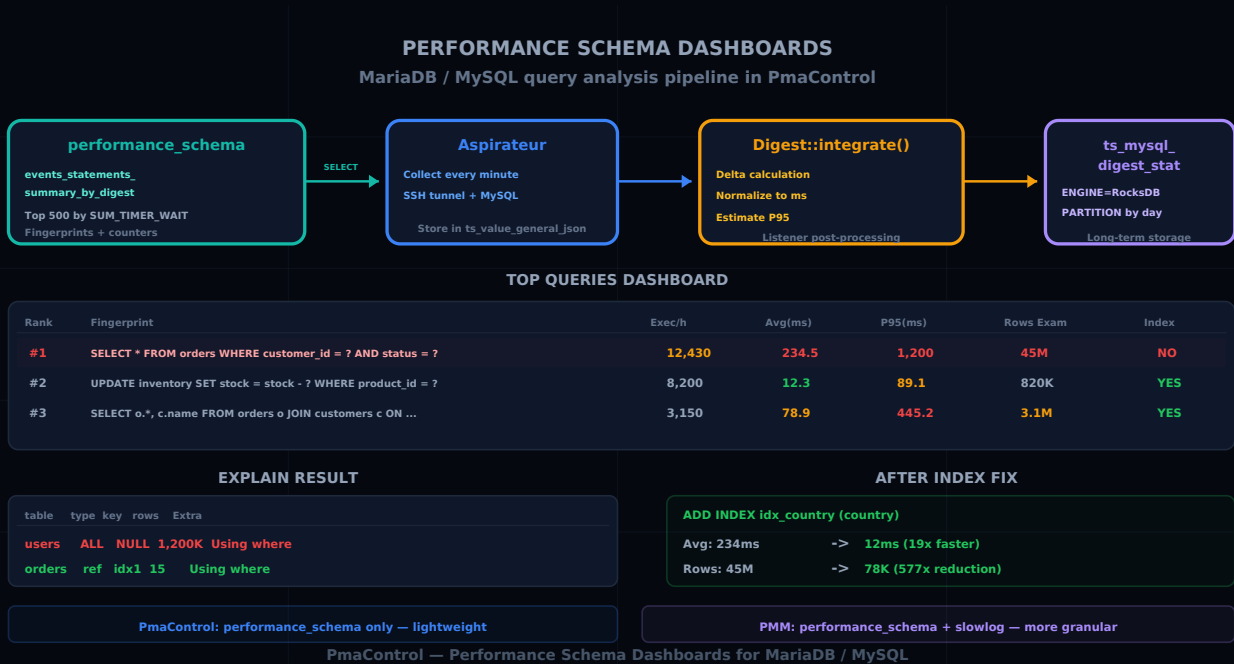 PERFORMANCE SCHEMA DASHBOARDS
MariaDB / MySQL query analysis pipeline in PmaControl
performance_schema
events_statements_
summary_by_digest
Top 500 by SUM_TIMER_WAIT
Fingerprints + counters
SELECT
Aspirateur
Collect every minute
SSH tunnel + MySQL
Store in ts_value_general_json
Digest::integrate()
Delta calculation
Normalize to ms
Estimate P95
Listener post-processing
ts_mysql_
digest_stat
ENGINE=RocksDB
PARTITION by day
Long-term storage
TOP QUERIES DASHBOARD
Rank Fingerprint Exec/h Avg(ms) P95(ms) Rows Exam Index
#1 SELECT * FROM orders WHERE customer_id = ? AND status = ? 12,430 234.5 1,200 45M NO
#2 UPDATE inventory SET stock = stock - ? WHERE product_id = ? 8,200 12.3 89.1 820K YES
#3 SELECT o.*, c.name FROM orders o JOIN customers c ON ... 3,150 78.9 445.2 3.1M YES
EXPLAIN RESULT
table type key rows Extra
users ALL NULL 1,200K Using where
orders ref idx1 15 Using where
AFTER INDEX FIX
ADD INDEX idx_country (country)
Avg: 234ms -> 12ms (19x faster)
Rows: 45M -> 78K (577x reduction)
PmaControl: performance_schema only — lightweight
PMM: performance_schema + slowlog — more granular
PmaControl — Performance Schema Dashboards for MariaDB / MySQL